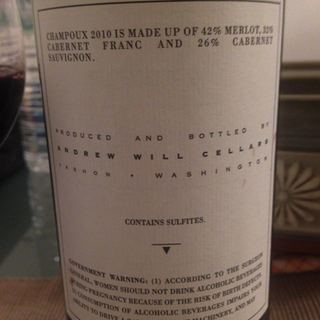 CHAMPOUX 2010 IS MADE UP OF 42% MERLOT, 32%
CABERNET FRANC AND 26% CABERNET
SAUVIGNON.
PRODUCED AND BOTTLED BY
ANDREW WILL CELLARS
VASHON • WASHINGTON
CONTAINS SULFITES.
GOVERNMENT WARNING: (1) ACCORDING TO THE SURGEON
GENERAL, WOMEN SHOULD NOT DRINK ALCOHOLIC BEVERAGES
DURING PREGNANCY BECAUSE OF THE RISK OF BIRTH DEFECTS.
(2) CONSUMPTION OF ALCOHOLIC BEVERAGES IMPAIRS YOUR
ABILITY TO DRIVE A MACHINERY, AND MAY